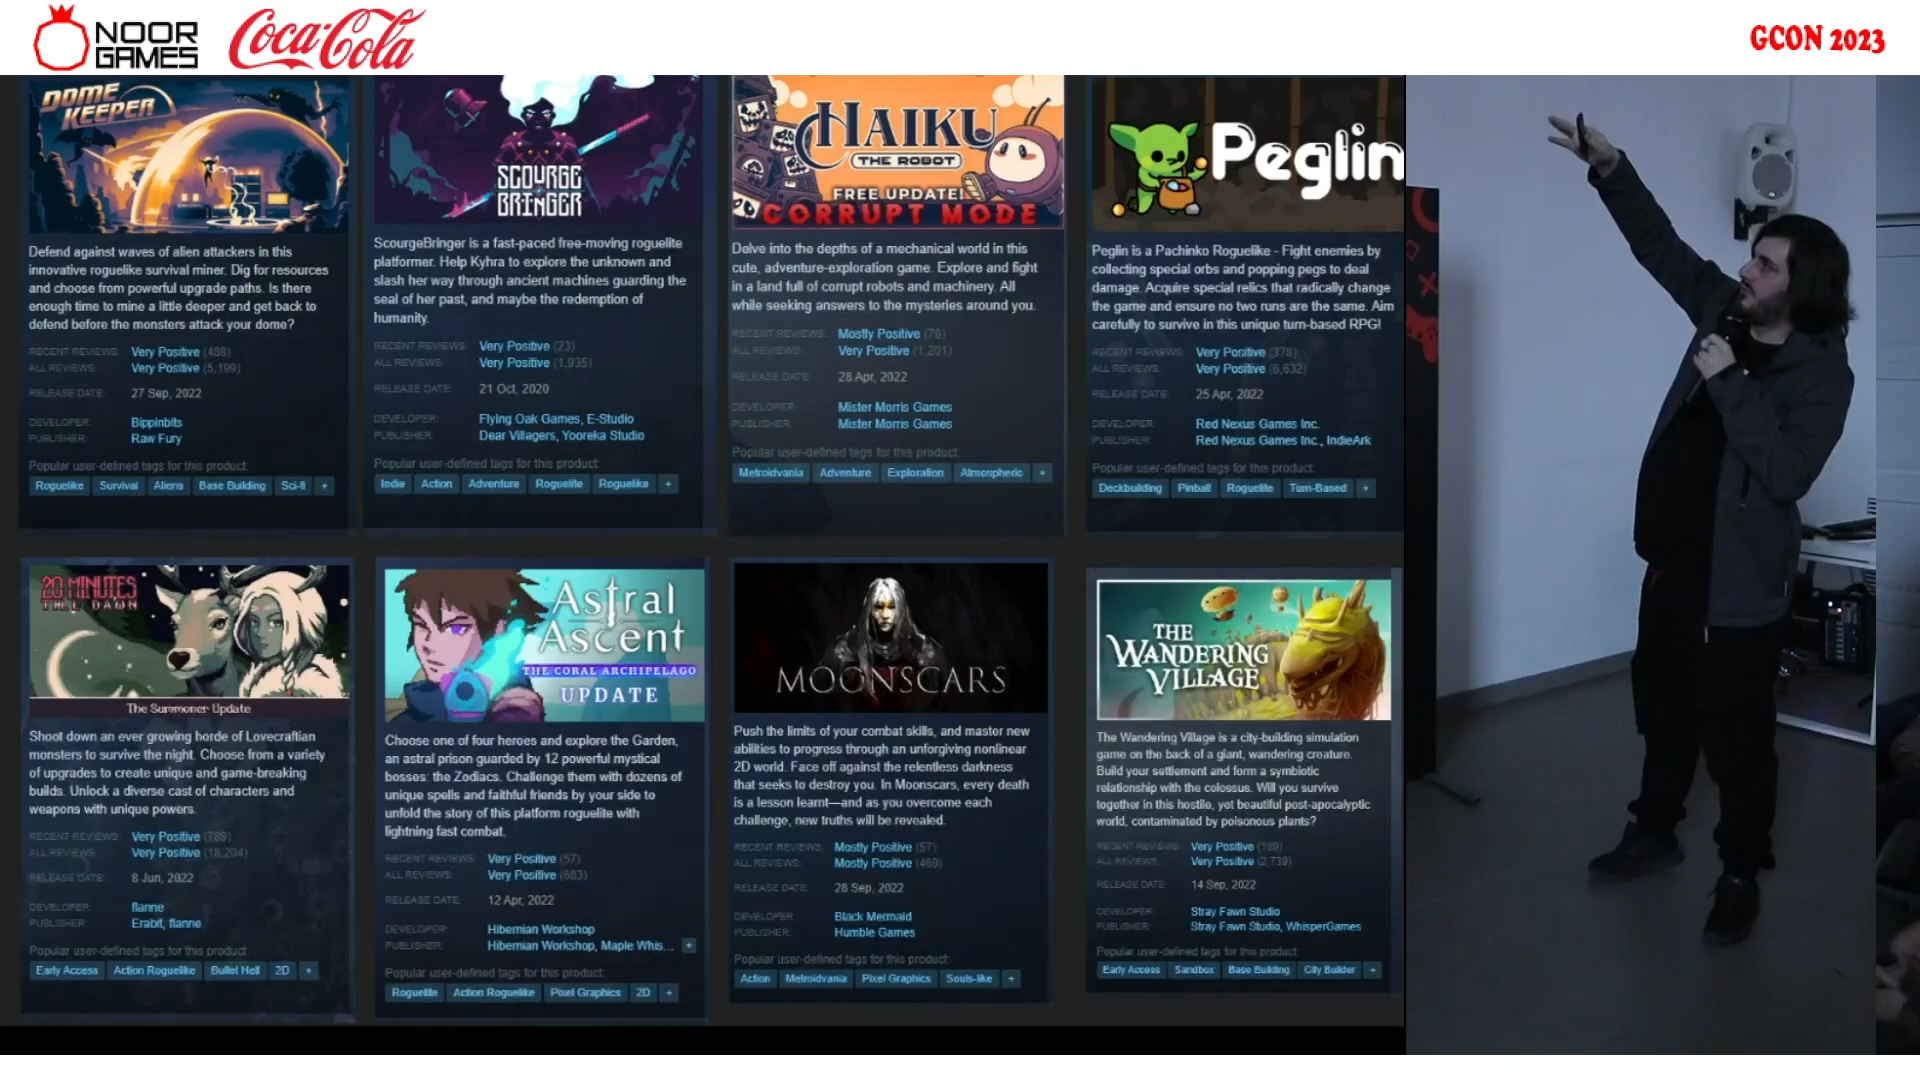 NOOR
GAMES
Coca-Cola
GCON 2023
DOME
KEEPER
Defend against waves of alien attackers in this
innovative roguelike survival miner. Dig for resources
and choose from powerful upgrade paths. Is there
enough time to mine a little deeper and get back to
defend before the monsters attack your dome?
RECENT REVIEWS: Very Positive (488)
ALL REVIEWS: Very Positive (5,199)
RELEASE DATE: 27 Sep, 2022
DEVELOPER: Bippinbits
PUBLISHER: Raw Fury
Popular user-defined tags for this product:
Roguelike Survival Aliens Base Building Sci-fi +
SCOURGE
BRINGER
ScourgeBringer is a fast-paced free-moving roguelite
platformer. Help Kyhra to explore the unknown and
slash her way through ancient machines guarding the
seal of her past, and maybe the redemption of
humanity.
RECENT REVIEWS: Very Positive (23)
ALL REVIEWS: Very Positive (1,935)
RELEASE DATE: 21 Oct, 2020
DEVELOPER: Flying Oak Games, E-Studio
PUBLISHER: Dear Villagers, Yooreka Studio
Popular user-defined tags for this product:
Indie Action Adventure Roguelite Roguelike +
HAIKU
THE ROBOT
FREE UPDATE!
CORRUPT MODE
Delve into the depths of a mechanical world in this
cute, adventure-exploration game. Explore and fight
in a land full of corrupt robots and machinery. All
while seeking answers to the mysteries around you.
RECENT REVIEWS: Mostly Positive (78)
ALL REVIEWS: Very Positive (1,201)
RELEASE DATE: 28 Apr, 2022
DEVELOPER: Mister Morris Games
PUBLISHER: Mister Morris Games
Popular user-defined tags for this product:
Metroidvania Adventure Exploration Atmospheric +
Peglin
Peglin is a Pachinko Roguelike - Fight enemies by
collecting special orbs and popping pegs to deal
damage. Acquire special relics that radically change
the game and ensure no two runs are the same. Aim
carefully to survive in this unique turn-based RPG!
RECENT REVIEWS: Very Positive (378)
ALL REVIEWS: Very Positive (6,632)
RELEASE DATE: 25 Apr, 2022
DEVELOPER: Red Nexus Games Inc.
PUBLISHER: Red Nexus Games Inc., IndieArk
Popular user-defined tags for this product:
Deckbuilding Pinball Roguelite Turn-Based +
20 MINUTES
TILL DAWN
The Summoner Update
Shoot down an ever growing horde of Lovecraftian
monsters to survive the night. Choose from a variety
of upgrades to create unique and game-breaking
builds. Unlock a diverse cast of characters and
weapons with unique powers.
RECENT REVIEWS: Very Positive (789)
ALL REVIEWS: Very Positive (18,204)
RELEASE DATE: 8 Jun, 2022
DEVELOPER: flanne
PUBLISHER: Erabit, flanne
Popular user-defined tags for this product:
Early Access Action Roguelike Bullet Hell 2D +
Astral
Ascent
THE CORAL ARCHIPELAGO
UPDATE
Choose one of four heroes and explore the Garden,
an astral prison guarded by 12 powerful mystical
bosses: the Zodiacs. Challenge them with dozens of
unique spells and faithful friends by your side to
unfold the story of this platform roguelite with
lightning fast combat.
RECENT REVIEWS: Very Positive (57)
ALL REVIEWS: Very Positive (683)
RELEASE DATE: 12 Apr, 2022
DEVELOPER: Hibernian Workshop
PUBLISHER: Hibernian Workshop, Maple Whis... +
Popular user-defined tags for this product:
Roguelite Action Roguelike Pixel Graphics 2D +
MOONSCARS
Push the limits of your combat skills, and master new
abilities to progress through an unforgiving nonlinear
2D world. Face off against the relentless darkness
that seeks to destroy you. In Moonscars, every death
is a lesson learnt—and as you overcome each
challenge, new truths will be revealed.
RECENT REVIEWS: Mostly Positive (57)
ALL REVIEWS: Mostly Positive (469)
RELEASE DATE: 28 Sep, 2022
DEVELOPER: Black Mermaid
PUBLISHER: Humble Games
Popular user-defined tags for this product:
Action Metroidvania Pixel Graphics Souls-like +
THE
WANDERING
VILLAGE
The Wandering Village is a city-building simulation
game on the back of a giant, wandering creature.
Build your settlement and form a symbiotic
relationship with the colossus. Will you survive
together in this hostile, yet beautiful post-apocalyptic
world, contaminated by poisonous plants?
RECENT REVIEWS: Very Positive (189)
ALL REVIEWS: Very Positive (2,739)
RELEASE DATE: 14 Sep, 2022
DEVELOPER: Stray Fawn Studio
PUBLISHER: Stray Fawn Studio, WhisperGames
Popular user-defined tags for this product:
Early Access Sandbox Base Building City Builder +